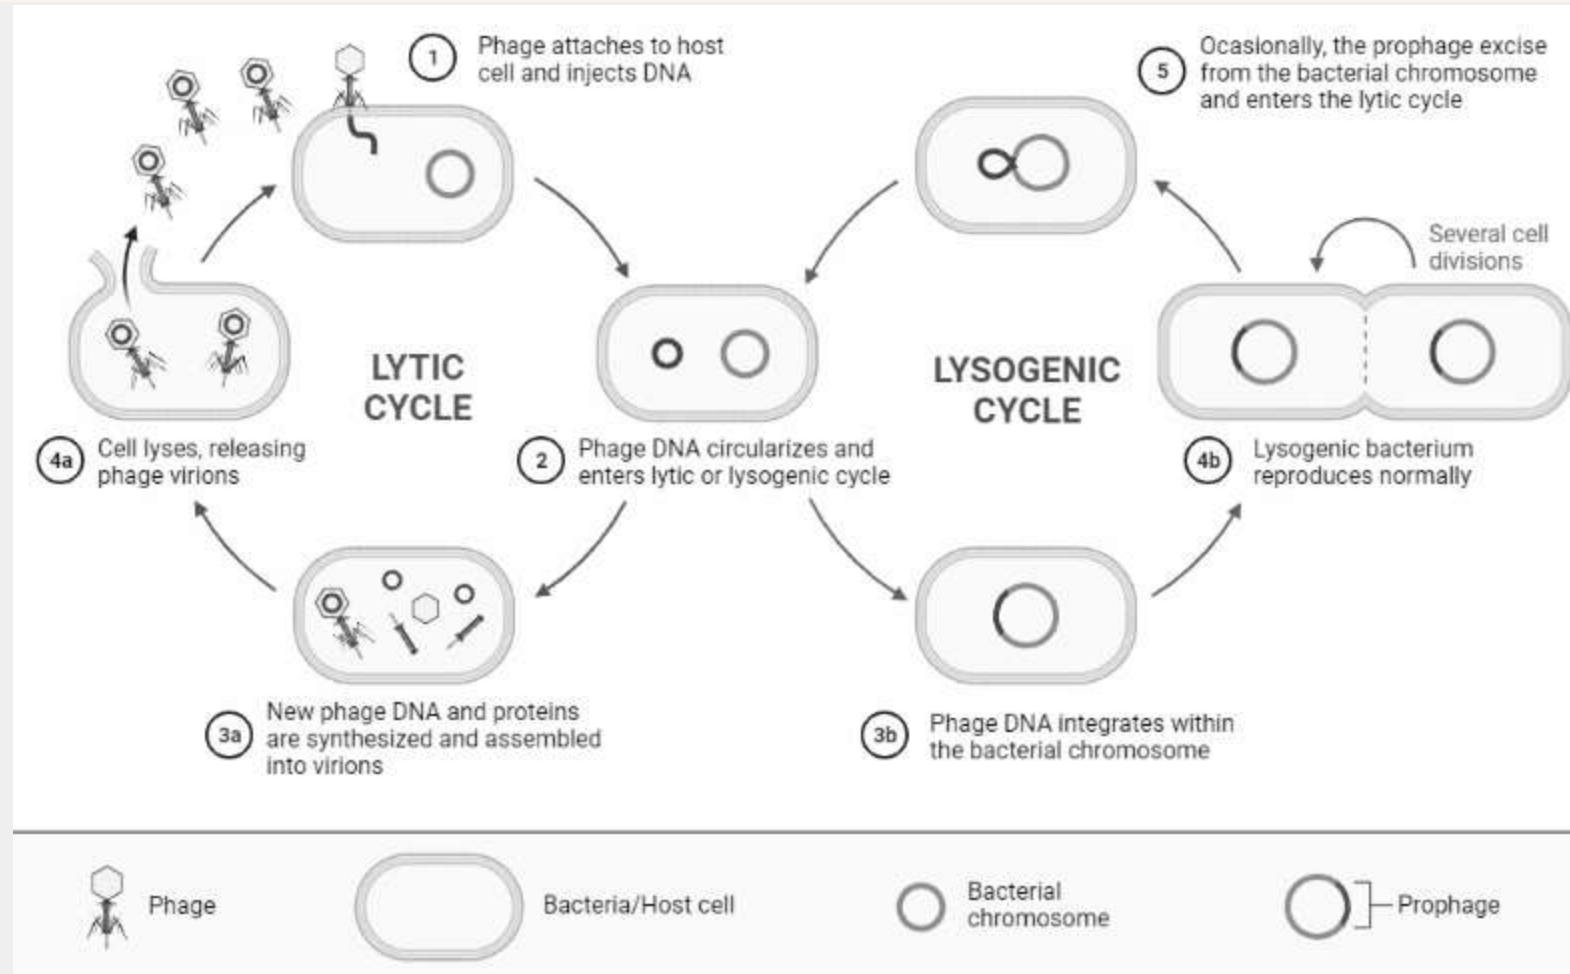 1
Phage attaches to host
cell and injects DNA
5
Ocasionally, the prophage excise
from the bacterial chromosome
and enters the lytic cycle
Several cell
divisions
LYTIC
CYCLE
LYSOGENIC
CYCLE
4a
Cell lyses, releasing
phage virions
2
Phage DNA circularizes and
enters lytic or lysogenic cycle
4b
Lysogenic bacterium
reproduces normally
3a
New phage DNA and proteins
are synthesized and assembled
into virions
3b
Phage DNA integrates within
the bacterial chromosome
Phage
Bacteria/Host cell
Bacterial
chromosome
Prophage